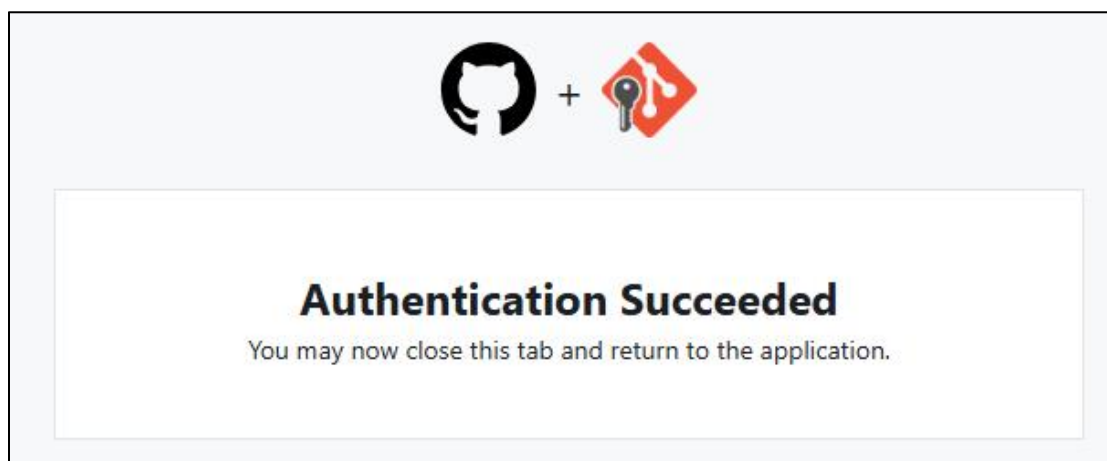 +
Authentication Succeeded
You may now close this tab and return to the application.